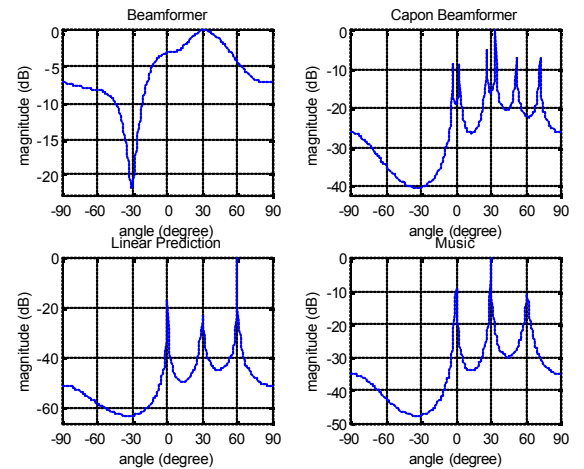 Beamformer
0
-5
-10
-15
-20
magnitude (dB)
-90 -60 -30 0 30 60 90
angle (degree)
Capon Beamformer
0
-10
-20
-30
-40
magnitude (dB)
-90 -60 -30 0 30 60 90
angle (degree)
Linear Prediction
0
-20
-40
-60
magnitude (dB)
-90 -60 -30 0 30 60 90
angle (degree)
Music
0
-10
-20
-30
-40
-50
magnitude (dB)
-90 -60 -30 0 30 60 90
angle (degree)